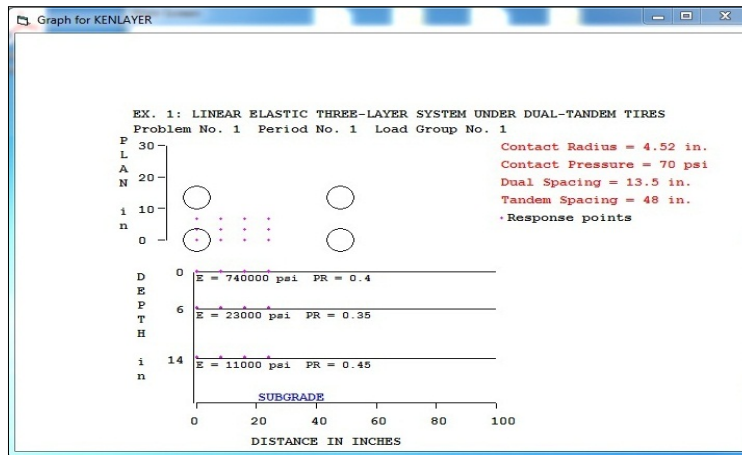 Graph for KENLAYER
EX. 1: LINEAR ELASTIC THREE-LAYER SYSTEM UNDER DUAL-TANDEM TIRES
Problem No. 1 Period No. 1 Load Group No. 1
PLAN in
30
20
10
0
Contact Radius = 4.52 in.
Contact Pressure = 70 psi
Dual Spacing = 13.5 in.
Tandem Spacing = 48 in.
Response points
DEPTH in
0
E = 740000 psi PR = 0.4
6
E = 23000 psi PR = 0.35
14
E = 11000 psi PR = 0.45
SUBGRADE
0 20 40 60 80 100
DISTANCE IN INCHES